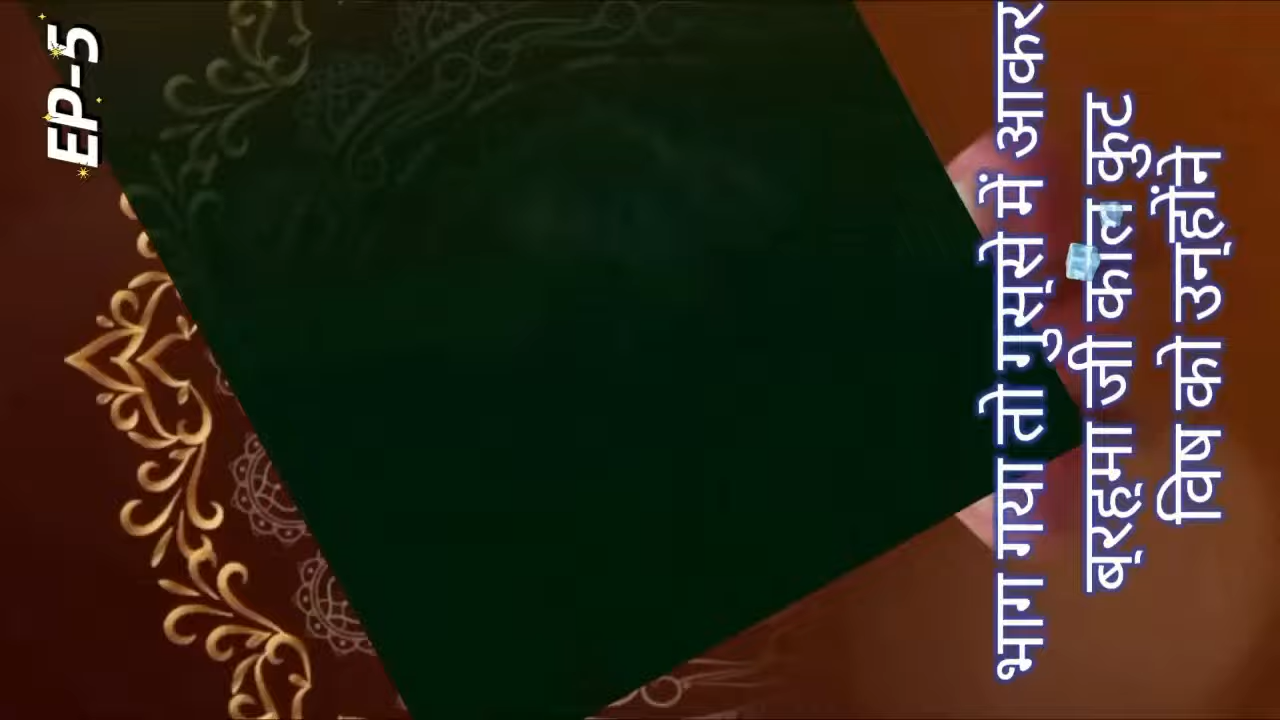 EP-5
भाग गया तो गुस्से में आकर
ब्रह्मा जी काल कुट
विष को उन्होंने